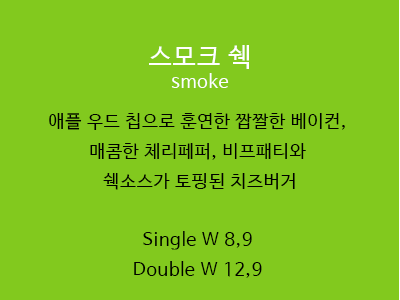 스모크 쉑
smoke
애플 우드 칩으로 훈연한 짭짤한 베이컨,
매콤한 체리페퍼, 비프패티와
쉑소스가 토핑된 치즈버거
Single W 8,9
Double W 12,9